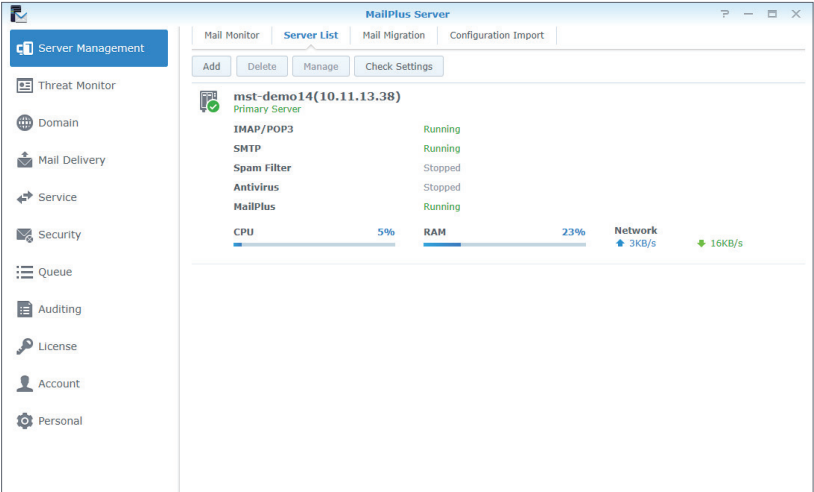 MailPlus Server
Server Management
Threat Monitor
Domain
Mail Delivery
Service
Security
Queue
Auditing
License
Account
Personal
Mail Monitor Server List Mail Migration Configuration Import
Add Delete Manage Check Settings
mst-demo14(10.11.13.38)
Primary Server
IMAP/POP3 Running
SMTP Running
Spam Filter Stopped
Antivirus Stopped
MailPlus Running
CPU 5% RAM 23% Network
3KB/s 16KB/s